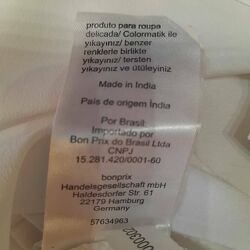 produto para roupa
delicada/ Colormatik ile
yıkayınız/ benzer
renklerle birlikte
yıkayınız/ tersten
yıkayınız ve ütüleyiniz
Made in India
País de origem Índia
Por Brasil:
Importado por
Bon Prix do Brasil Ltda
CNPJ
15.281.420/0001-60
bonprix
Handelsgesellschaft mbH
Haldesdorfer Str. 61
22179 Hamburg
Germany
57634963